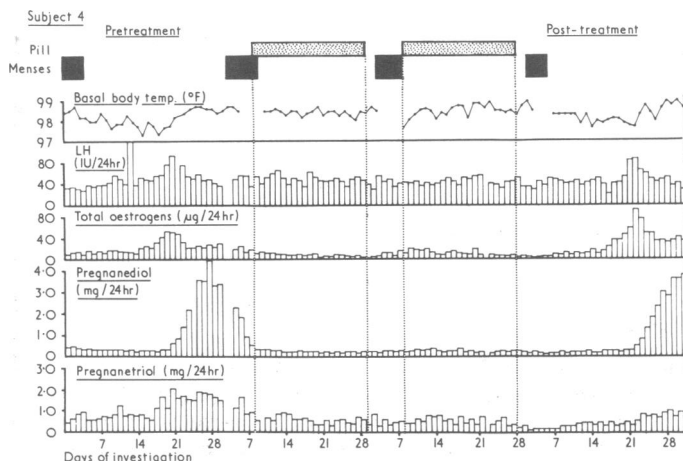 Subject 4
Pretreatment
Post-treatment
Pill
Menses
Basal body temp. (°F)
99
98
97
LH
(IU/24hr)
80
40
0
Total oestrogens (µg/24hr)
80
40
0
Pregnanediol
(mg/24hr)
4·0
3·0
2·0
1·0
0
Pregnanetriol (mg/24hr)
3·0
2·0
1·0
0
7 14 21 28 7 14 21 28 7 14 21 28 7 14 21 28
Days of investigation